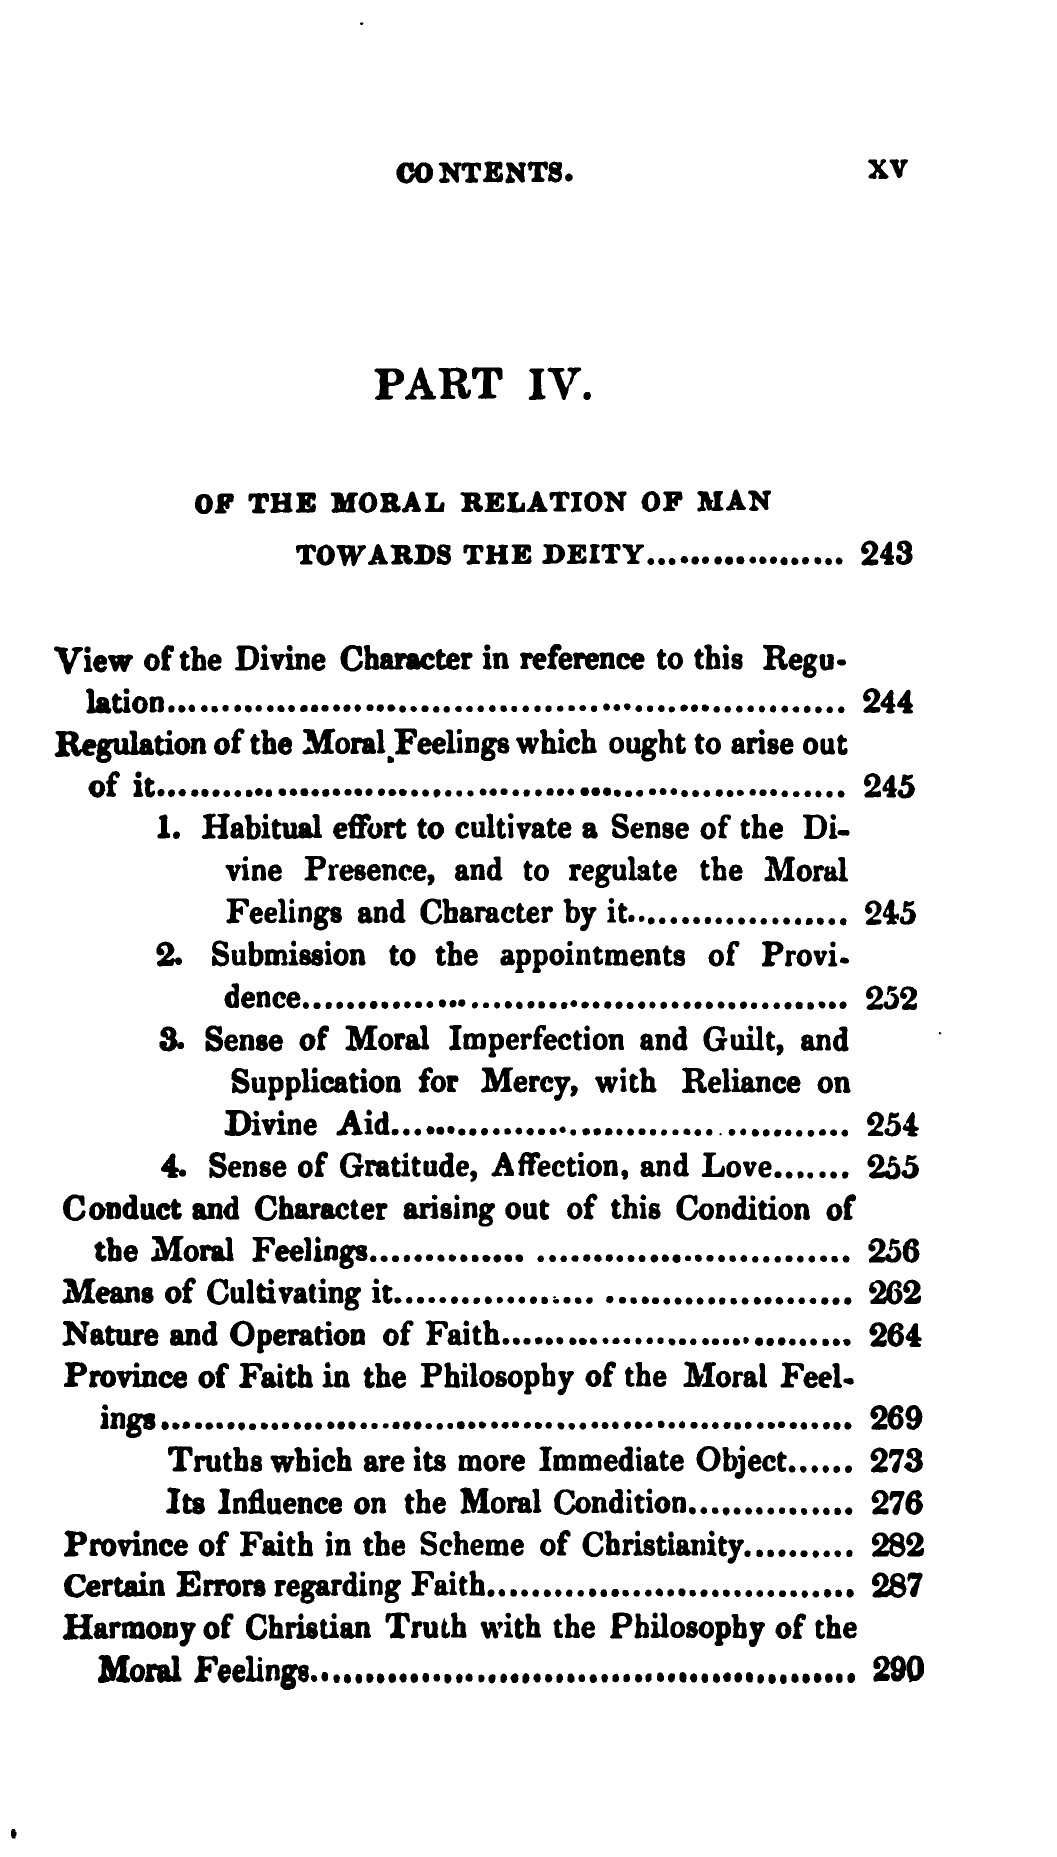 CONTENTS. XV
PART IV.
OF THE MORAL RELATION OF MAN
TOWARDS THE DEITY.................. 243
View of the Divine Character in reference to this Regu-
lation............................................................. 244
Regulation of the Moral Feelings which ought to arise out
of it.............................................................. 245
1. Habitual effort to cultivate a Sense of the Di-
vine Presence, and to regulate the Moral
Feelings and Character by it.................... 245
2. Submission to the appointments of Provi-
dence................................................. 252
3. Sense of Moral Imperfection and Guilt, and
Supplication for Mercy, with Reliance on
Divine Aid......................................... 254
4. Sense of Gratitude, Affection, and Love....... 255
Conduct and Character arising out of this Condition of
the Moral Feelings.......................................... 256
Means of Cultivating it........................................ 262
Nature and Operation of Faith............................... 264
Province of Faith in the Philosophy of the Moral Feel-
ings............................................................... 269
Truths which are its more Immediate Object...... 273
Its Influence on the Moral Condition............... 276
Province of Faith in the Scheme of Christianity.......... 282
Certain Errors regarding Faith................................. 287
Harmony of Christian Truth with the Philosophy of the
Moral Feelings................................................. 290